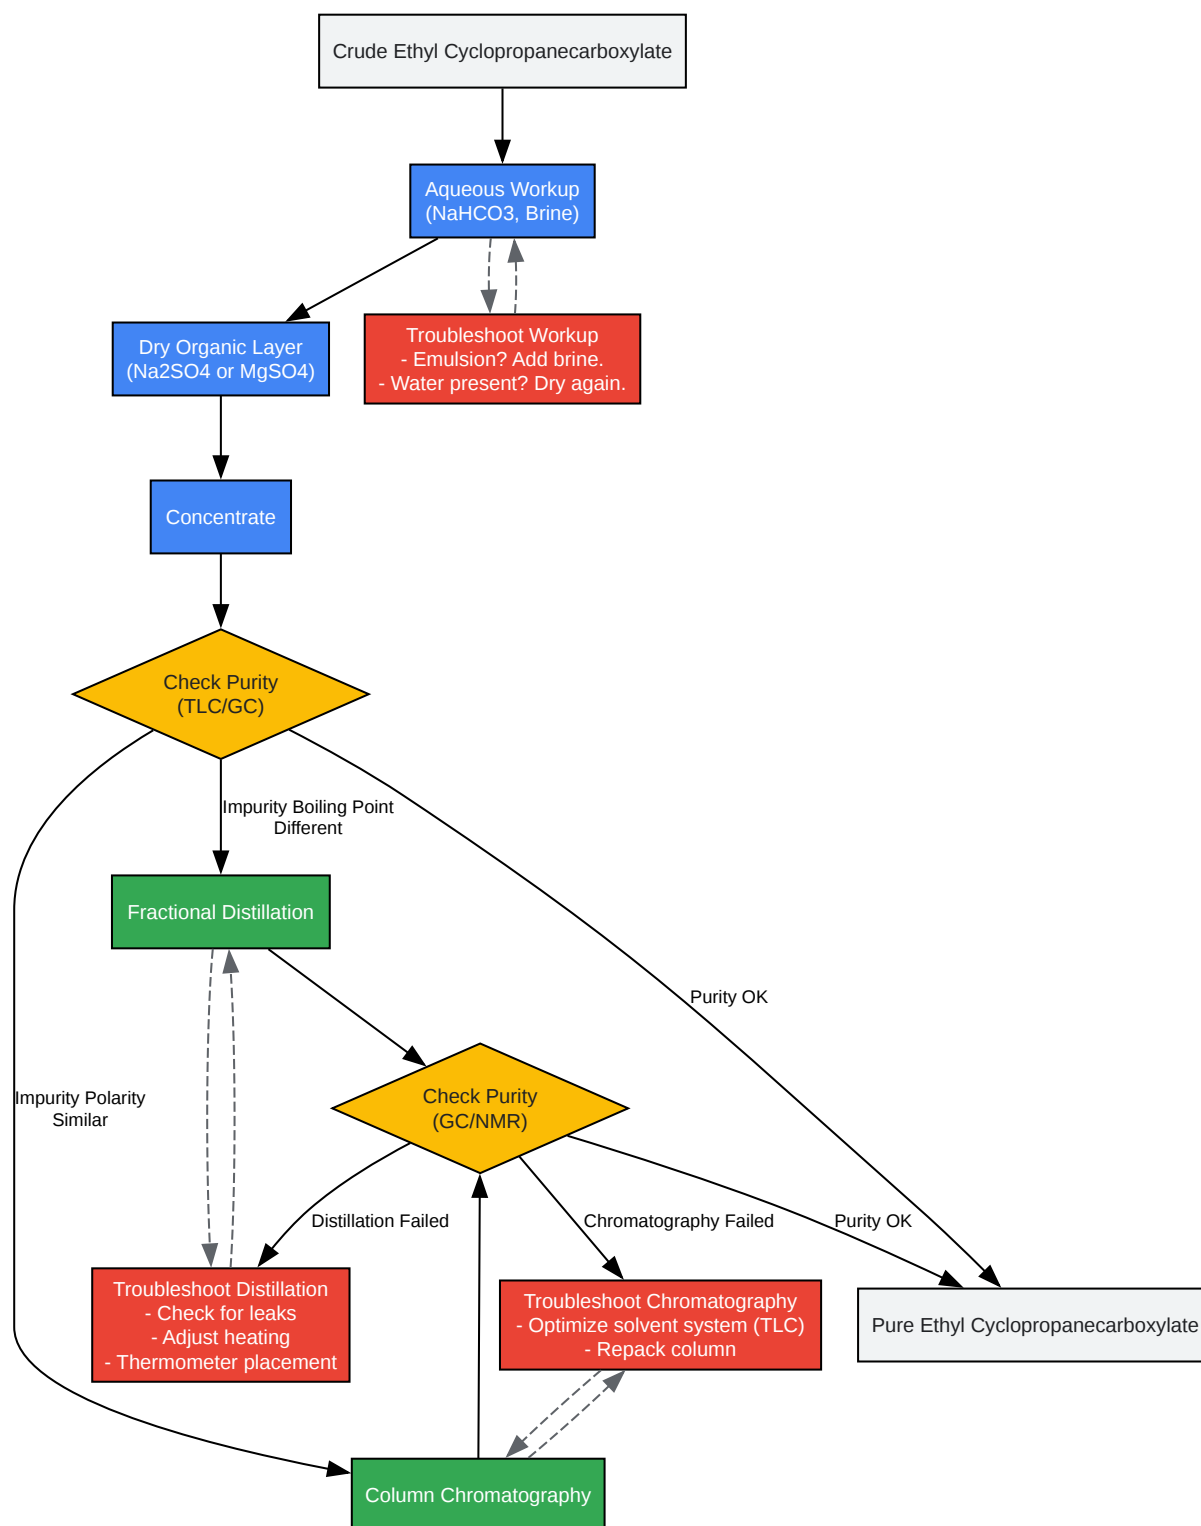 Crude Ethyl Cyclopropanecarboxylate
Aqueous Workup
(NaHCO3, Brine)
Dry Organic Layer
(Na2SO4 or MgSO4)
Troubleshoot Workup
- Emulsion? Add brine.
- Water present? Dry again.
Concentrate
Check Purity
(TLC/GC)
Impurity Boiling Point
Different
Fractional Distillation
Purity OK
Impurity Polarity
Similar
Check Purity
(GC/NMR)
Distillation Failed
Chromatography Failed
Purity OK
Troubleshoot Distillation
- Check for leaks
- Adjust heating
- Thermometer placement
Troubleshoot Chromatography
- Optimize solvent system (TLC)
- Repack column
Pure Ethyl Cyclopropanecarboxylate
Column Chromatography